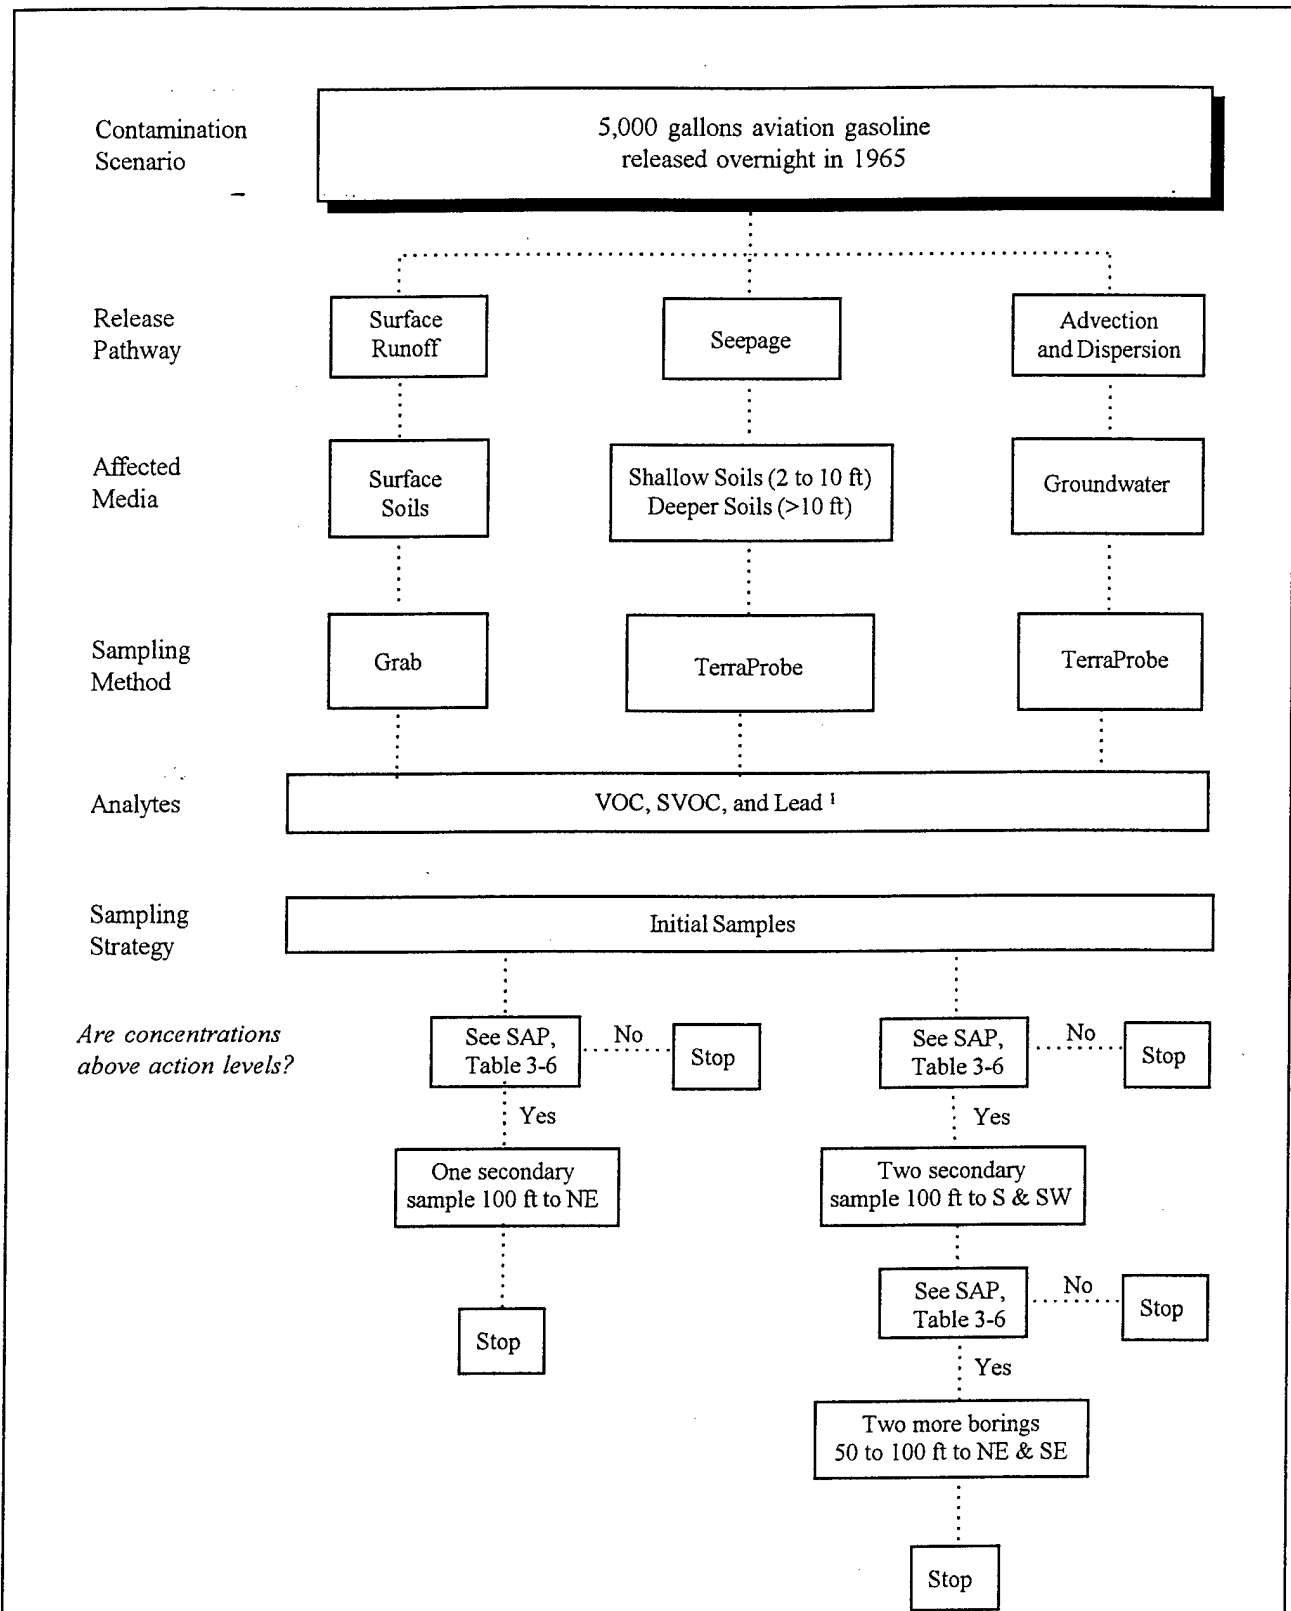 Contamination
Scenario
5,000 gallons aviation gasoline
released overnight in 1965
Release
Pathway
Surface
Runoff
Seepage
Advection
and Dispersion
Affected
Media
Surface
Soils
Shallow Soils (2 to 10 ft)
Deeper Soils (>10 ft)
Groundwater
Sampling
Method
Grab
TerraProbe
TerraProbe
Analytes
VOC, SVOC, and Lead ¹
Sampling
Strategy
Initial Samples
Are concentrations
above action levels?
See SAP,
Table 3-6
No
Stop
See SAP,
Table 3-6
No
Stop
Yes
Yes
One secondary
sample 100 ft to NE
Two secondary
sample 100 ft to S & SW
Stop
See SAP,
Table 3-6
No
Stop
Yes
Two more borings
50 to 100 ft to NE & SE
Stop